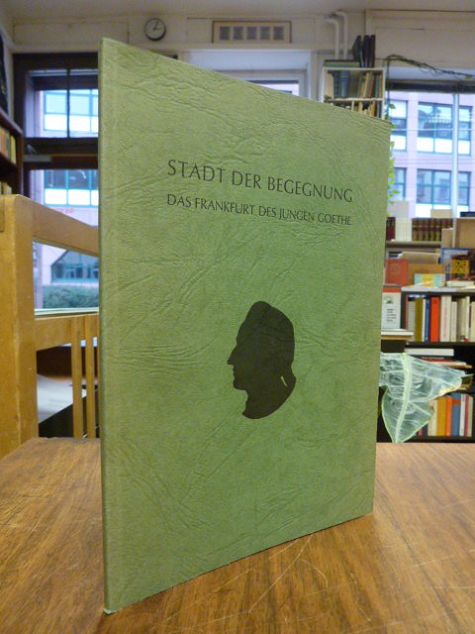 STADT DER BEGEGNUNG
DAS FRANKFURT DES JUNGEN GOETHE